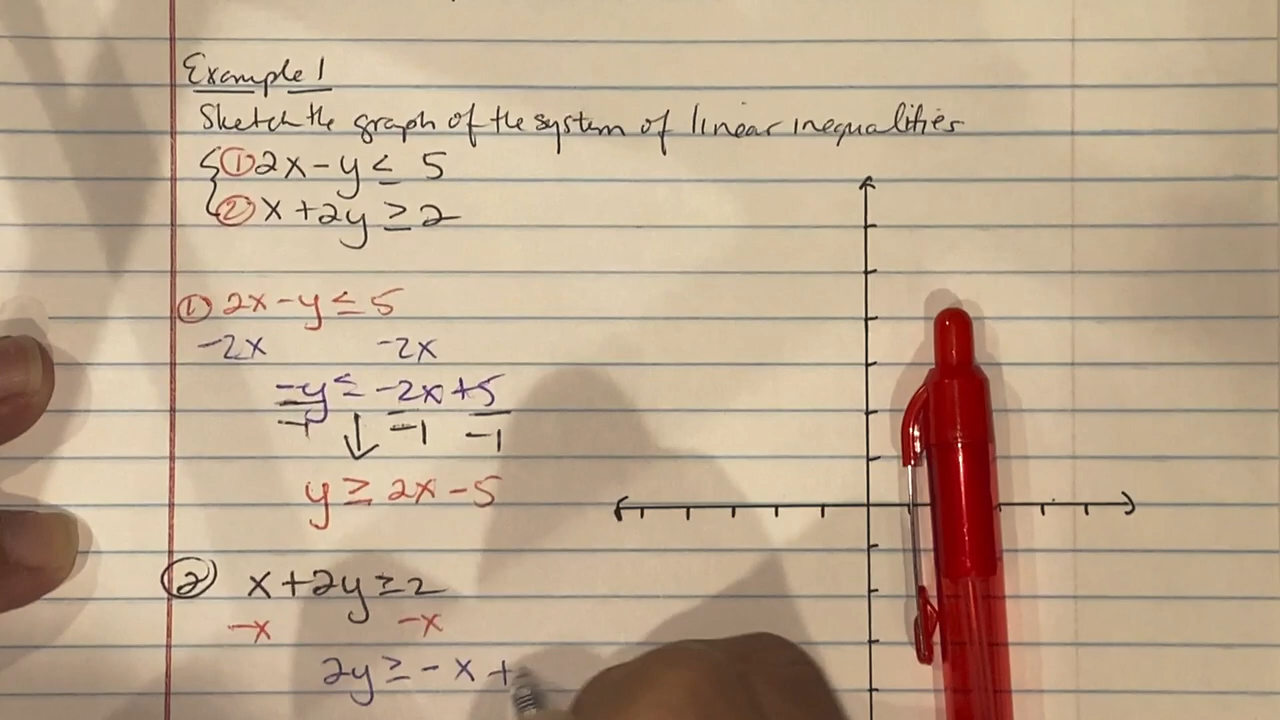 Example 1
Sketch the graph of the system of linear inequalities
① 2x - y ≤ 5
② x + 2y ≥ 2
① 2x - y ≤ 5
-2x -2x
-y ≤ -2x + 5
-1 -1 -1
y ≥ 2x - 5
② x + 2y ≥ 2
-x -x
2y ≥ - x +